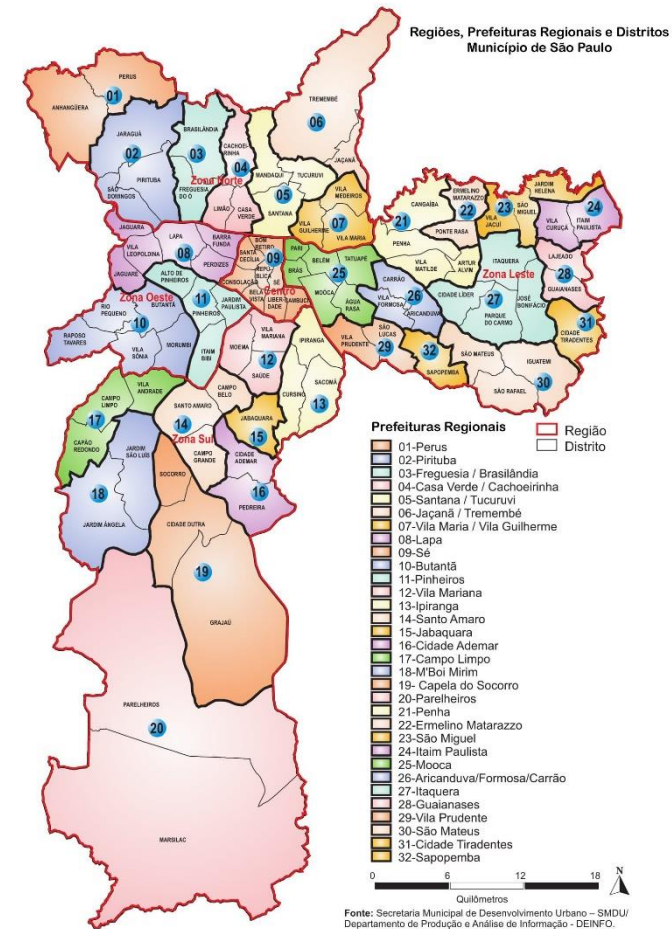 Regiões, Prefeituras Regionais e Distritos
Município de São Paulo
PERUS
ANHANGÜERA
01
TREMEMBÉ
06
JAÇANÃ
JARAGUÁ
02
PIRITUBA
SÃO
DOMINGOS
BRASILÂNDIA
03
FREGUESIA
DO Ó
Zona Norte
CACHOEI-
RINHA
04
LIMÃO
CASA
VERDE
MANDAQUI
TUCURUVI
05
SANTANA
VILA
MEDEIROS
07
VILA
GUILHERME
VILA MARIA
CANGAÍBA
21
PENHA
VILA
MATILDE
ARTUR
ALVIM
ERMELINO
MATARAZZO
22
PONTE RASA
23
VILA
JACUÍ
SÃO
MIGUEL
JARDIM
HELENA
24
VILA
CURUÇÁ
ITAIM
PAULISTA
JAGUARA
VILA
LEOPOLDINA
LAPA
08
BARRA
FUNDA
PERDIZES
JAGUARÉ
BOM
RETIRO
09
SANTA
CECÍLIA
REPÚ-
BLICA
SÉ
CONSOLAÇÃO
Centro
BELA
VISTA
LIBER-
DADE
CAMBUCI
PARI
BRÁS
BELÉM
TATUAPÉ
25
MOÓCA
ÁGUA
RASA
CARRÃO
26
VILA
FORMOSA
ARICANDUVA
ITAQUERA
Zona Leste
CIDADE LÍDER
27
PARQUE
DO CARMO
JOSÉ
BONIFÁCIO
LAJEADO
28
GUAIANASES
31
CIDADE
TIRADENTES
ALTO DE
PINHEIROS
11
PINHEIROS
JARDIM
PAULISTA
ITAIM
BIBI
Zona Oeste
RIO
PEQUENO
BUTANTÃ
10
RAPOSO
TAVARES
VILA
SÔNIA
MORUMBI
MOEMA
VILA
MARIANA
12
SAÚDE
IPIRANGA
CURSINO
SACOMÃ
13
VILA
PRUDENTE
SÃO
LUCAS
29
32
SAPOPEMBA
SÃO MATEUS
IGUATEMI
30
SÃO RAFAEL
CAMPO
LIMPO
VILA
ANDRADE
17
CAPÃO
REDONDO
SANTO AMARO
CAMPO
BELO
14
Zona Sul
CAMPO
GRANDE
JABAQUARA
15
CIDADE
ADEMAR
16
PEDREIRA
JARDIM
SÃO LUÍS
18
JARDIM ÂNGELA
SOCORRO
CIDADE DUTRA
19
GRAJAÚ
PARELHEIROS
20
MARSILAC
Prefeituras Regionais
Região
Distrito
01-Perus
02-Pirituba
03-Freguesia / Brasilândia
04-Casa Verde / Cachoeirinha
05-Santana / Tucuruvi
06-Jaçanã / Tremembé
07-Vila Maria / Vila Guilherme
08-Lapa
09-Sé
10-Butantã
11-Pinheiros
12-Vila Mariana
13-Ipiranga
14-Santo Amaro
15-Jabaquara
16-Cidade Ademar
17-Campo Limpo
18-M'Boi Mirim
19- Capela do Socorro
20-Parelheiros
21-Penha
22-Ermelino Matarazzo
23-São Miguel
24-Itaim Paulista
25-Mooca
26-Aricanduva/Formosa/Carrão
27-Itaquera
28-Guaianases
29-Vila Prudente
30-São Mateus
31-Cidade Tiradentes
32-Sapopemba
0 6 12 18
Quilômetros
N
Fonte: Secretaria Municipal de Desenvolvimento Urbano – SMDU/
Departamento de Produção e Análise de Informação - DEINFO.